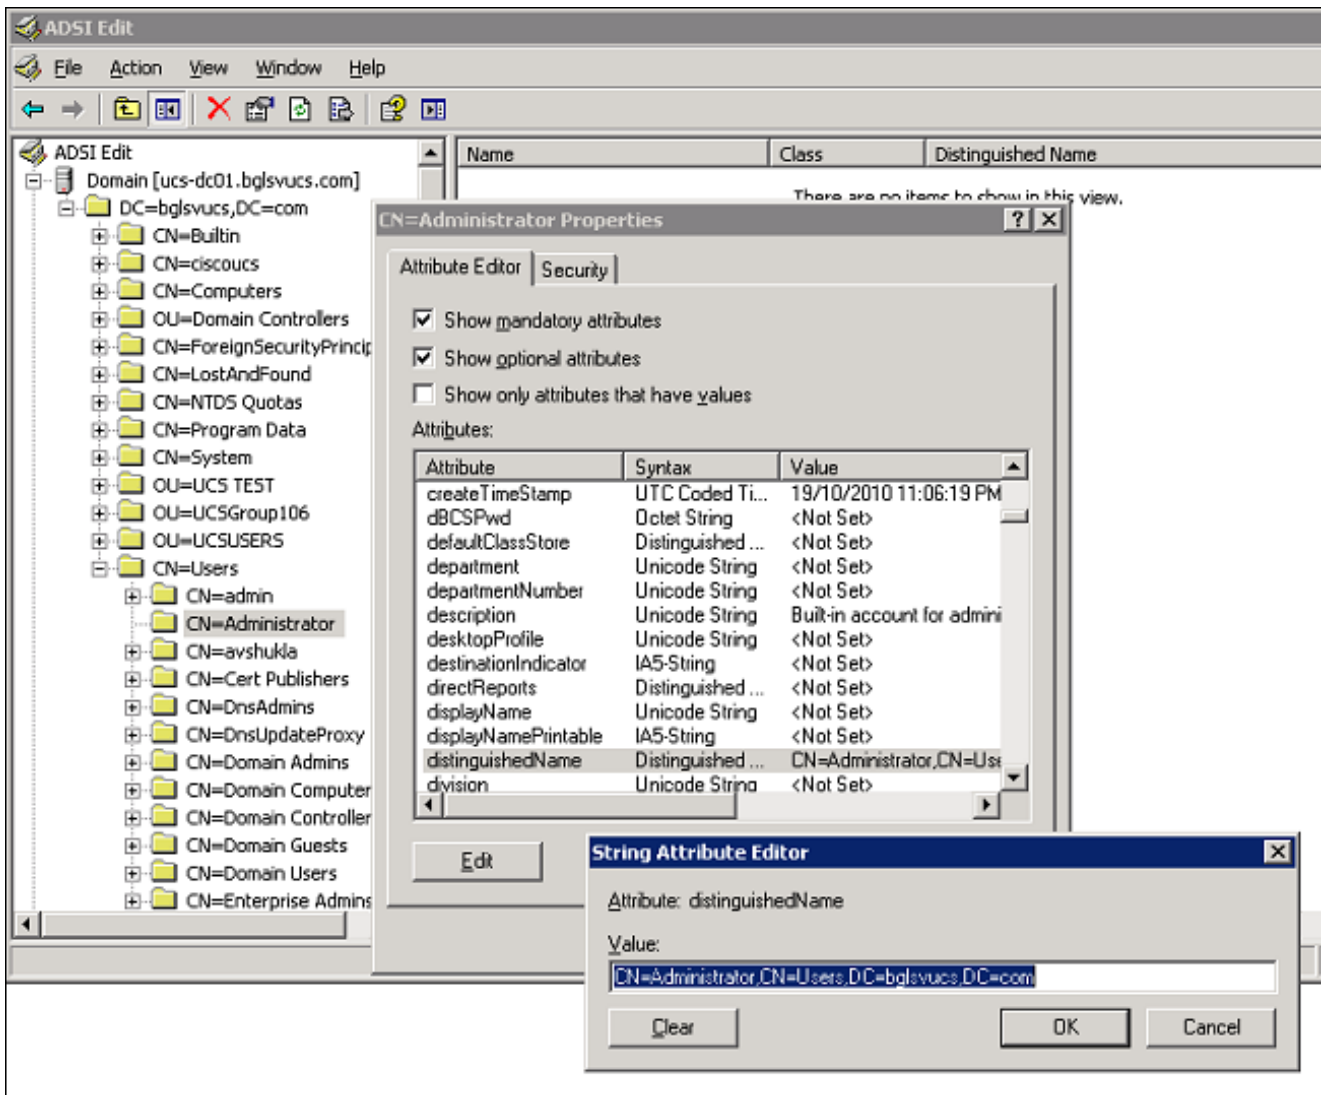 ADSI Edit
File Action View Window Help
ADSI Edit
Domain [ucs-dc01.bglsvucs.com]
DC=bglsvucs,DC=com
CN=Builtin
CN=ciscoucs
CN=Computers
OU=Domain Controllers
CN=ForeignSecurityPrincip
CN=LostAndFound
CN=NTDS Quotas
CN=Program Data
CN=System
OU=UCS TEST
OU=UCSGroup106
OU=UCSUSERS
CN=Users
CN=admin
CN=Administrator
CN=avshukla
CN=Cert Publishers
CN=DnsAdmins
CN=DnsUpdateProxy
CN=Domain Admins
CN=Domain Computer
CN=Domain Controller
CN=Domain Guests
CN=Domain Users
CN=Enterprise Admins
Name Class Distinguished Name
There are no items to show in this view.
CN=Administrator Properties
Attribute Editor Security
Show mandatory attributes
Show optional attributes
Show only attributes that have values
Attributes:
Attribute Syntax Value
createTimeStamp UTC Coded Ti... 19/10/2010 11:06:19 PM
dBCSPwd Octet String <Not Set>
defaultClassStore Distinguished ... <Not Set>
department Unicode String <Not Set>
departmentNumber Unicode String <Not Set>
description Unicode String Built-in account for admini
desktopProfile Unicode String <Not Set>
destinationIndicator IA5-String <Not Set>
directReports Distinguished ... <Not Set>
displayName Unicode String <Not Set>
displayNamePrintable IA5-String <Not Set>
distinguishedName Distinguished ... CN=Administrator,CN=Use
division Unicode String <Not Set>
Edit
String Attribute Editor
Attribute: distinguishedName
Value:
CN=Administrator,CN=Users,DC=bglsvucs,DC=com
Clear OK Cancel